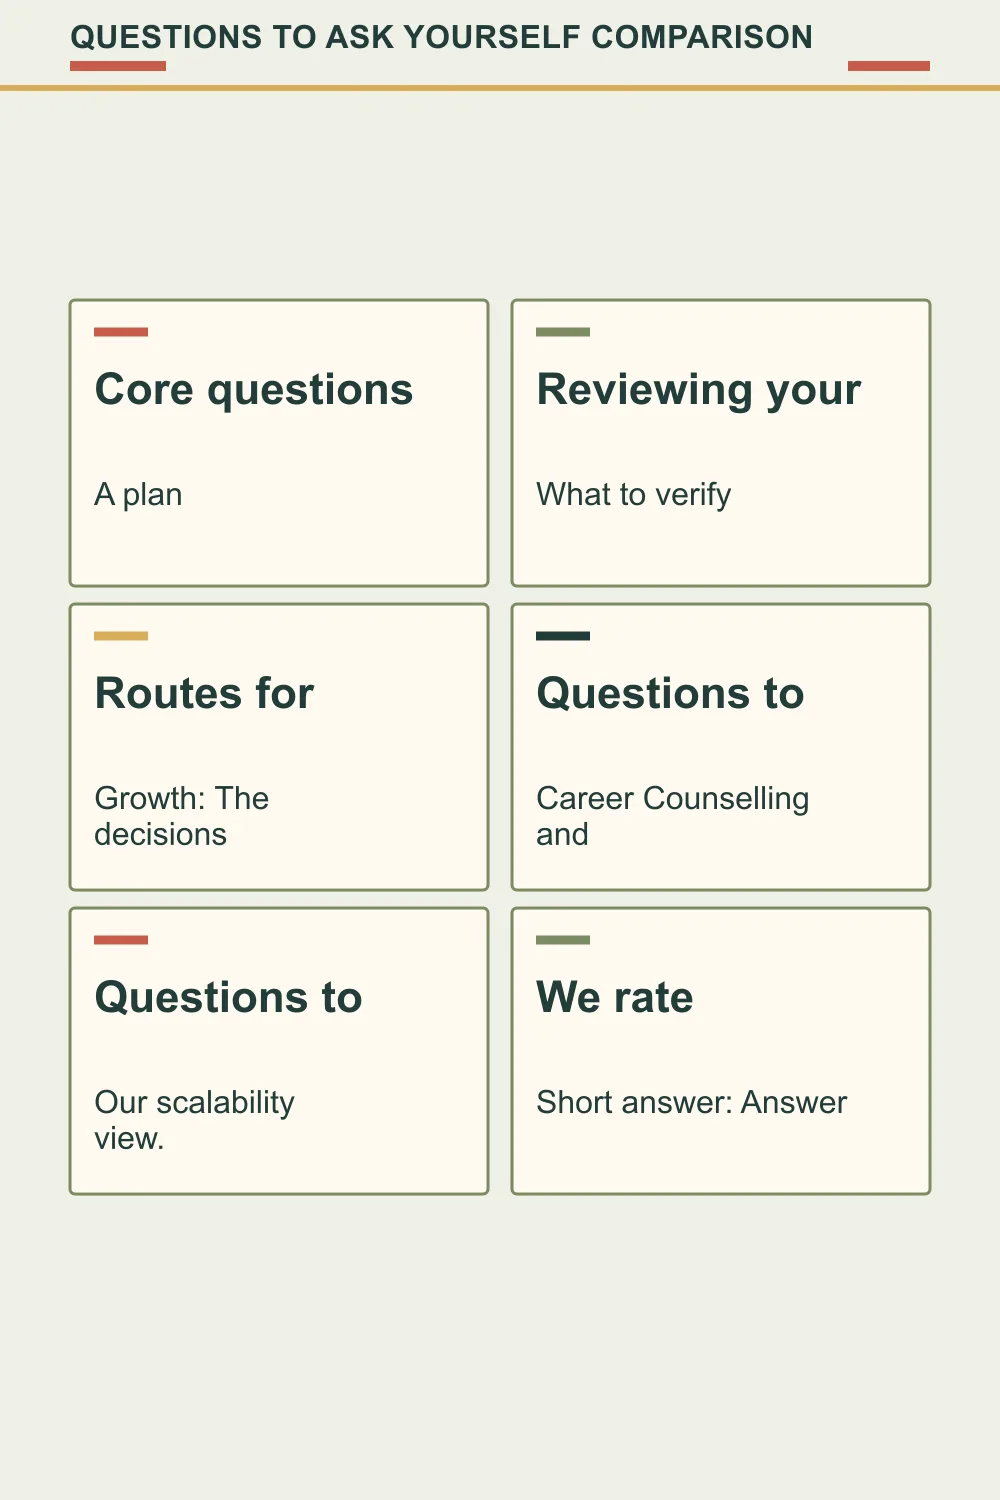 QUESTIONS TO ASK YOURSELF COMPARISON
Core questions
A plan
Reviewing your
What to verify
Routes for
Growth: The
decisions
Questions to
Career Counselling
and
Questions to
Our scalability
view.
We rate
Short answer: Answer